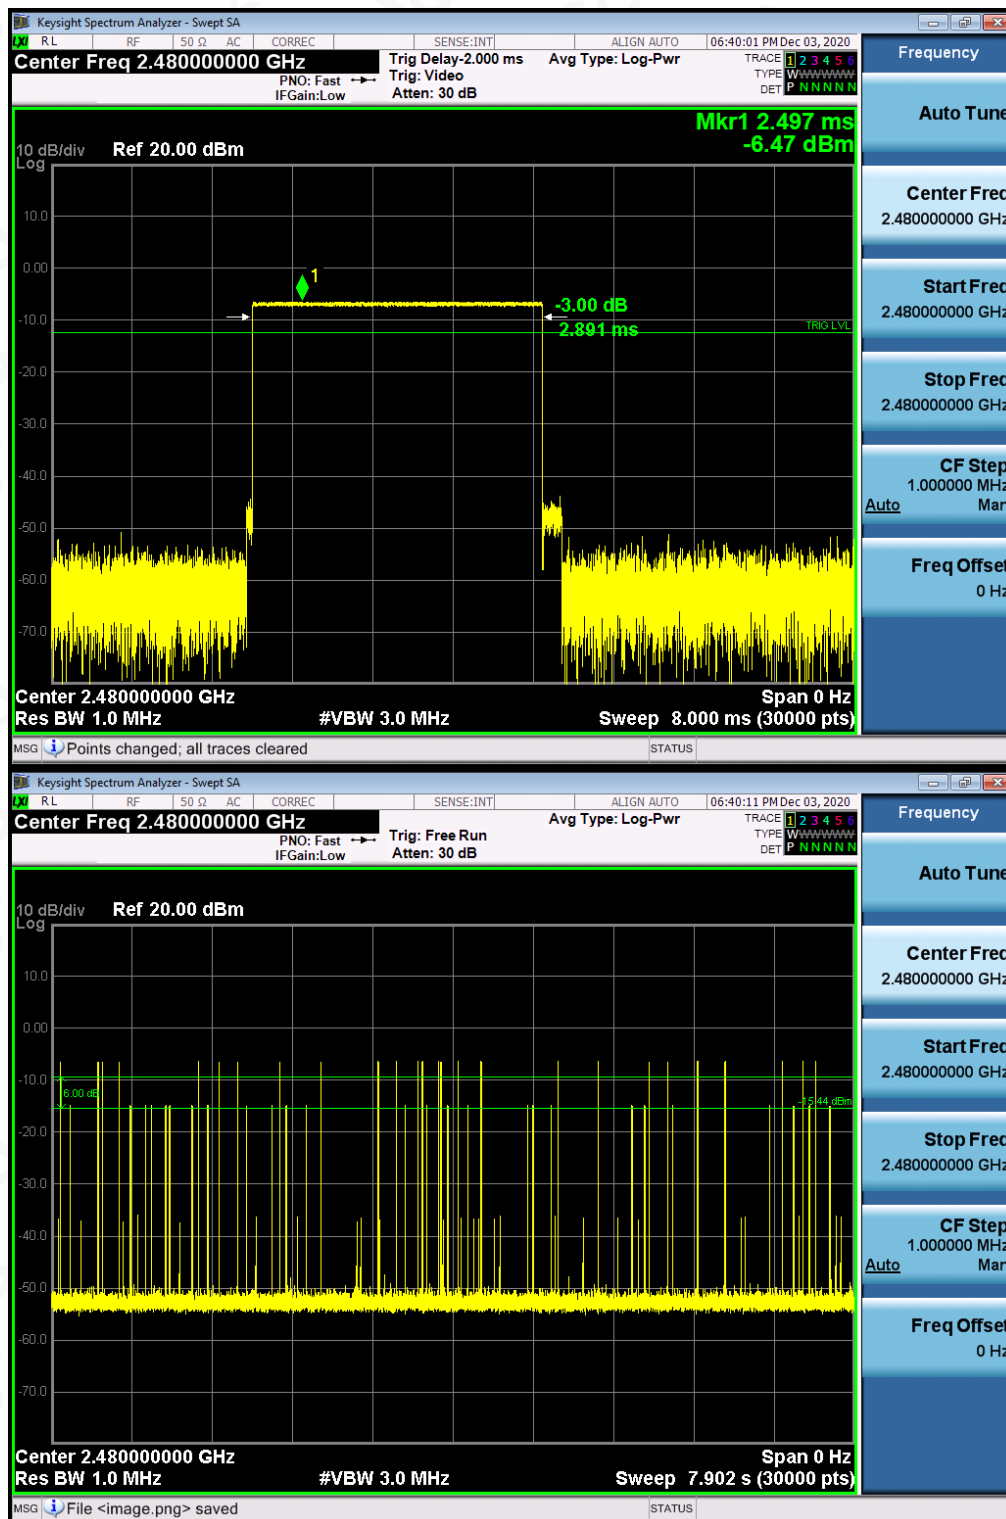 Keysight Spectrum Analyzer - Swept SA
LXI RL RF 50 Ω AC CORREC SENSE:INT ALIGN AUTO 06:40:01 PM Dec 03, 2020
Center Freq 2.480000000 GHz Trig Delay-2.000 ms Avg Type: Log-Pwr TRACE 1 2 3 4 5 6
PNO: Fast Trig: Video TYPE WWWWWWW
IFGain:Low Atten: 30 dB DET P N N N N N
Mkr1 2.497 ms
-6.47 dBm
10 dB/div Ref 20.00 dBm
Log
10.0
0.00
1
-3.00 dB
2.891 ms
-10.0
TRIG LVL
-20.0
-30.0
-40.0
-50.0
-60.0
-70.0
Center 2.480000000 GHz Span 0 Hz
Res BW 1.0 MHz #VBW 3.0 MHz Sweep 8.000 ms (30000 pts)
MSG Points changed; all traces cleared STATUS
Frequency
Auto Tune
Center Freq
2.480000000 GHz
Start Freq
2.480000000 GHz
Stop Freq
2.480000000 GHz
CF Step
1.000000 MHz
Auto Man
Freq Offset
0 Hz
Keysight Spectrum Analyzer - Swept SA
LXI RL RF 50 Ω AC CORREC SENSE:INT ALIGN AUTO 06:40:11 PM Dec 03, 2020
Center Freq 2.480000000 GHz Avg Type: Log-Pwr TRACE 1 2 3 4 5 6
PNO: Fast Trig: Free Run TYPE WWWWWWW
IFGain:Low Atten: 30 dB DET P N N N N N
10 dB/div Ref 20.00 dBm
Log
10.0
0.00
-10.0
6.00 dB
-15.44 dBm
-20.0
-30.0
-40.0
-50.0
-60.0
-70.0
Center 2.480000000 GHz Span 0 Hz
Res BW 1.0 MHz #VBW 3.0 MHz Sweep 7.902 s (30000 pts)
MSG File <image.png> saved STATUS
Frequency
Auto Tune
Center Freq
2.480000000 GHz
Start Freq
2.480000000 GHz
Stop Freq
2.480000000 GHz
CF Step
1.000000 MHz
Auto Man
Freq Offset
0 Hz